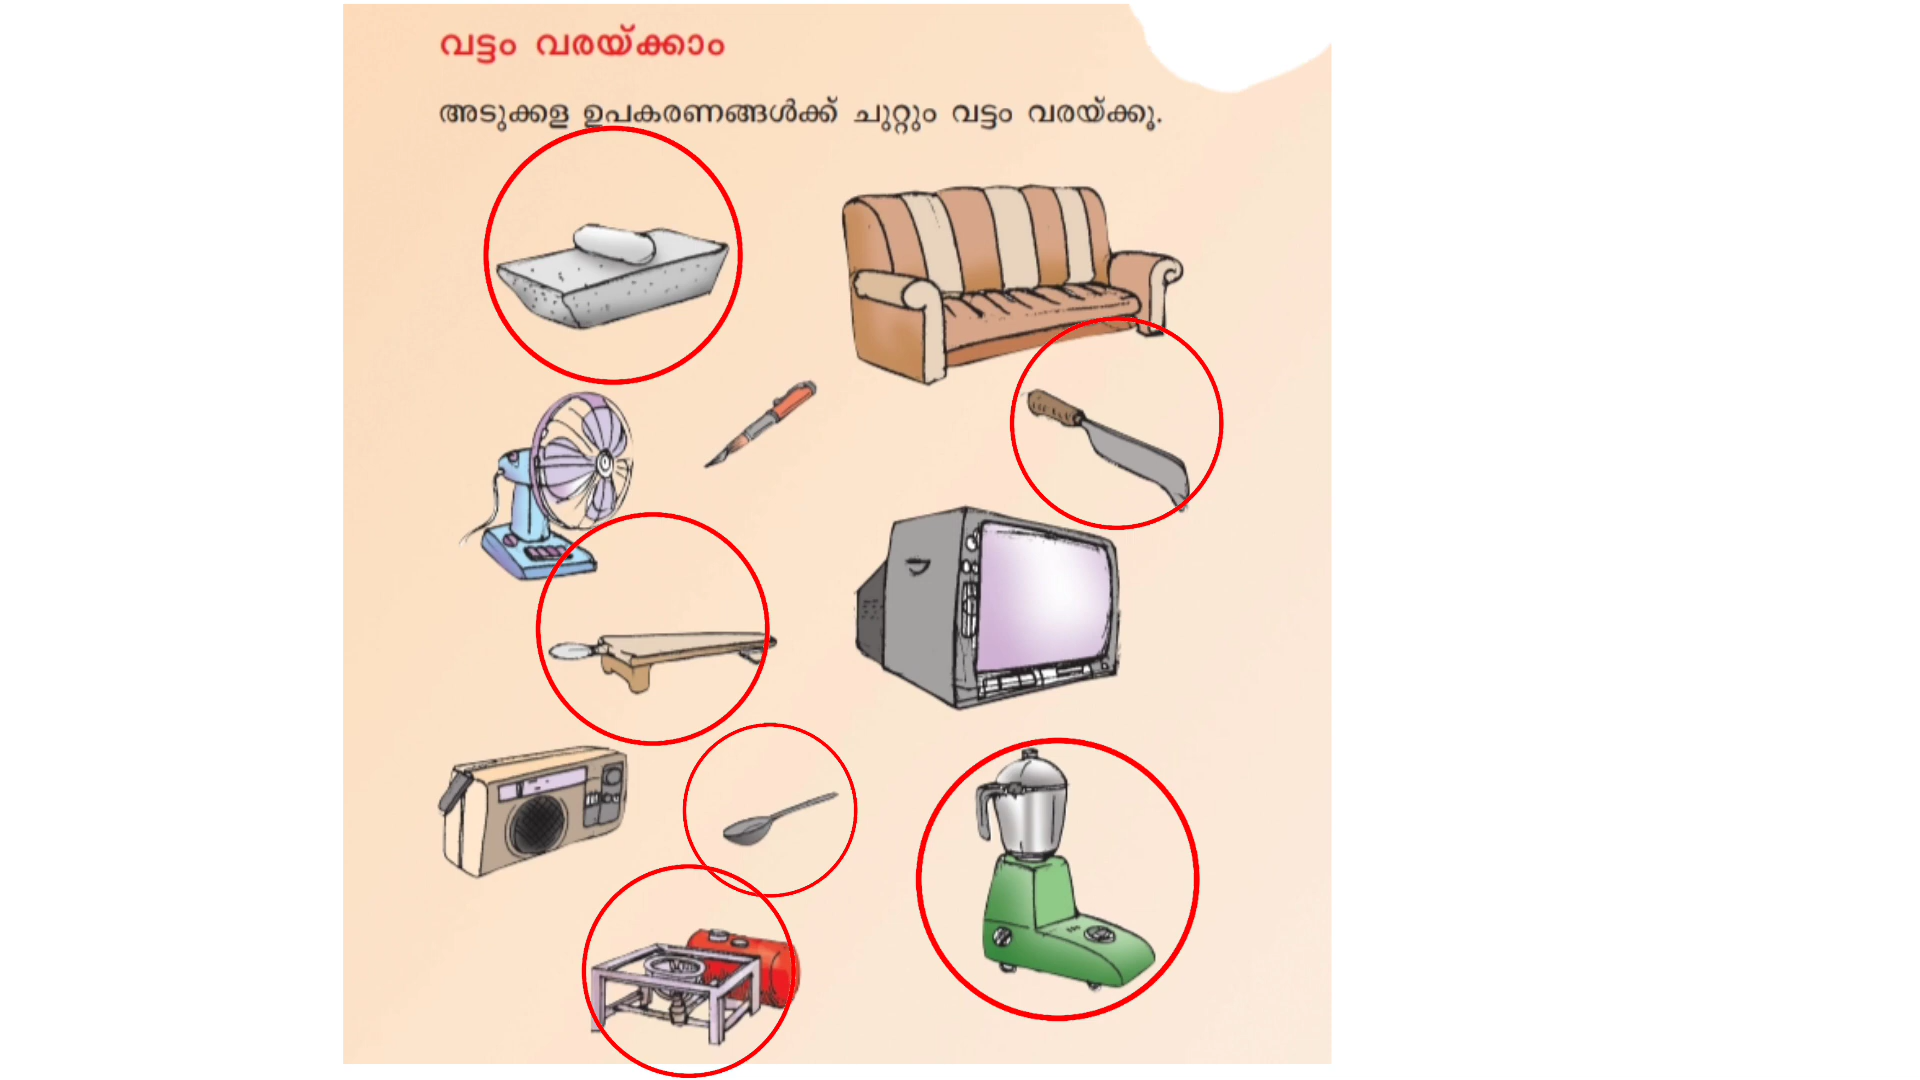 വട്ടം വരയ്ക്കാം
അടുക്കള ഉപകരണങ്ങൾക്ക് ചുറ്റും വട്ടം വരയ്ക്കൂ.